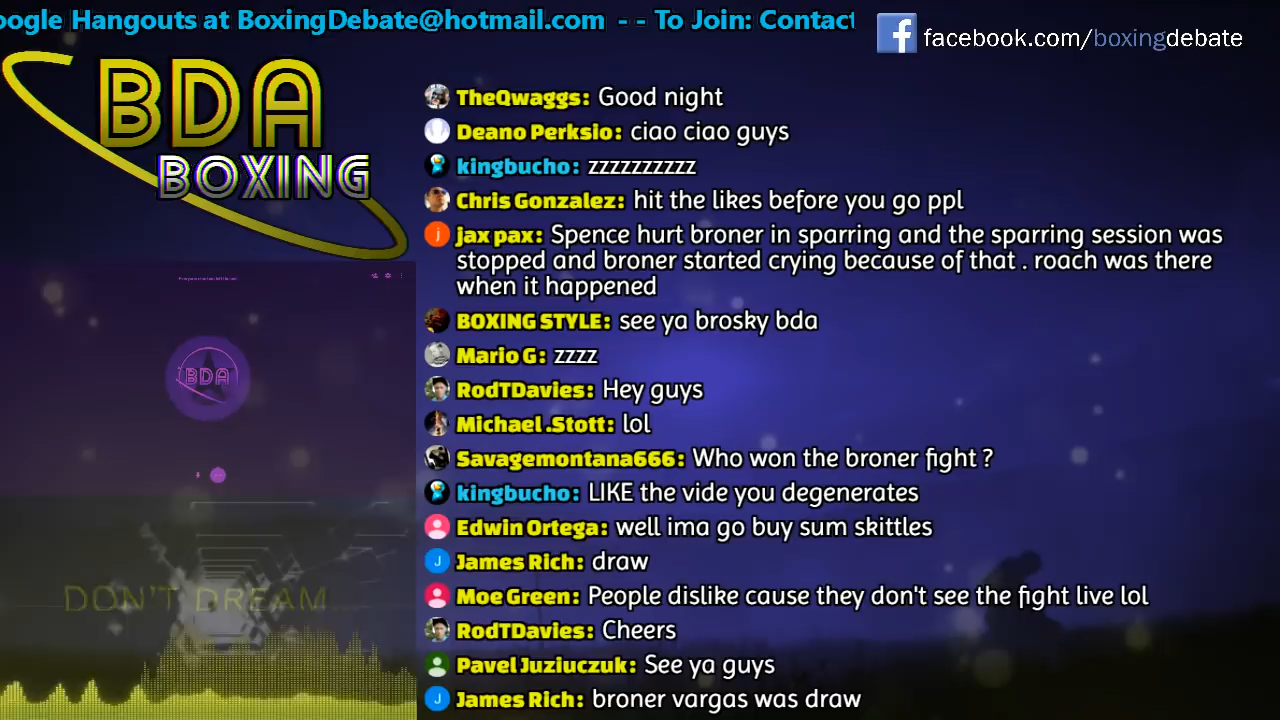 oogle Hangouts at BoxingDebate@hotmail.com - - To Join: Contact
facebook.com/boxingdebate
BDA
BOXING
TheQwaggs: Good night
Deano Perksio: ciao ciao guys
kingbucho: zzzzzzzzzz
Chris Gonzalez: hit the likes before you go ppl
jax pax: Spence hurt broner in sparring and the sparring session was
stopped and broner started crying because of that . roach was there
when it happened
BOXING STYLE: see ya brosky bda
Mario G: zzzz
RodTDavies: Hey guys
Michael .Stott: lol
Savagemontana666: Who won the broner fight ?
kingbucho: LIKE the vide you degenerates
Edwin Ortega: well ima go buy sum skittles
James Rich: draw
Moe Green: People dislike cause they don't see the fight live lol
RodTDavies: Cheers
Pavel Juziuczuk: See ya guys
James Rich: broner vargas was draw
BDA
DON'T DREAM...